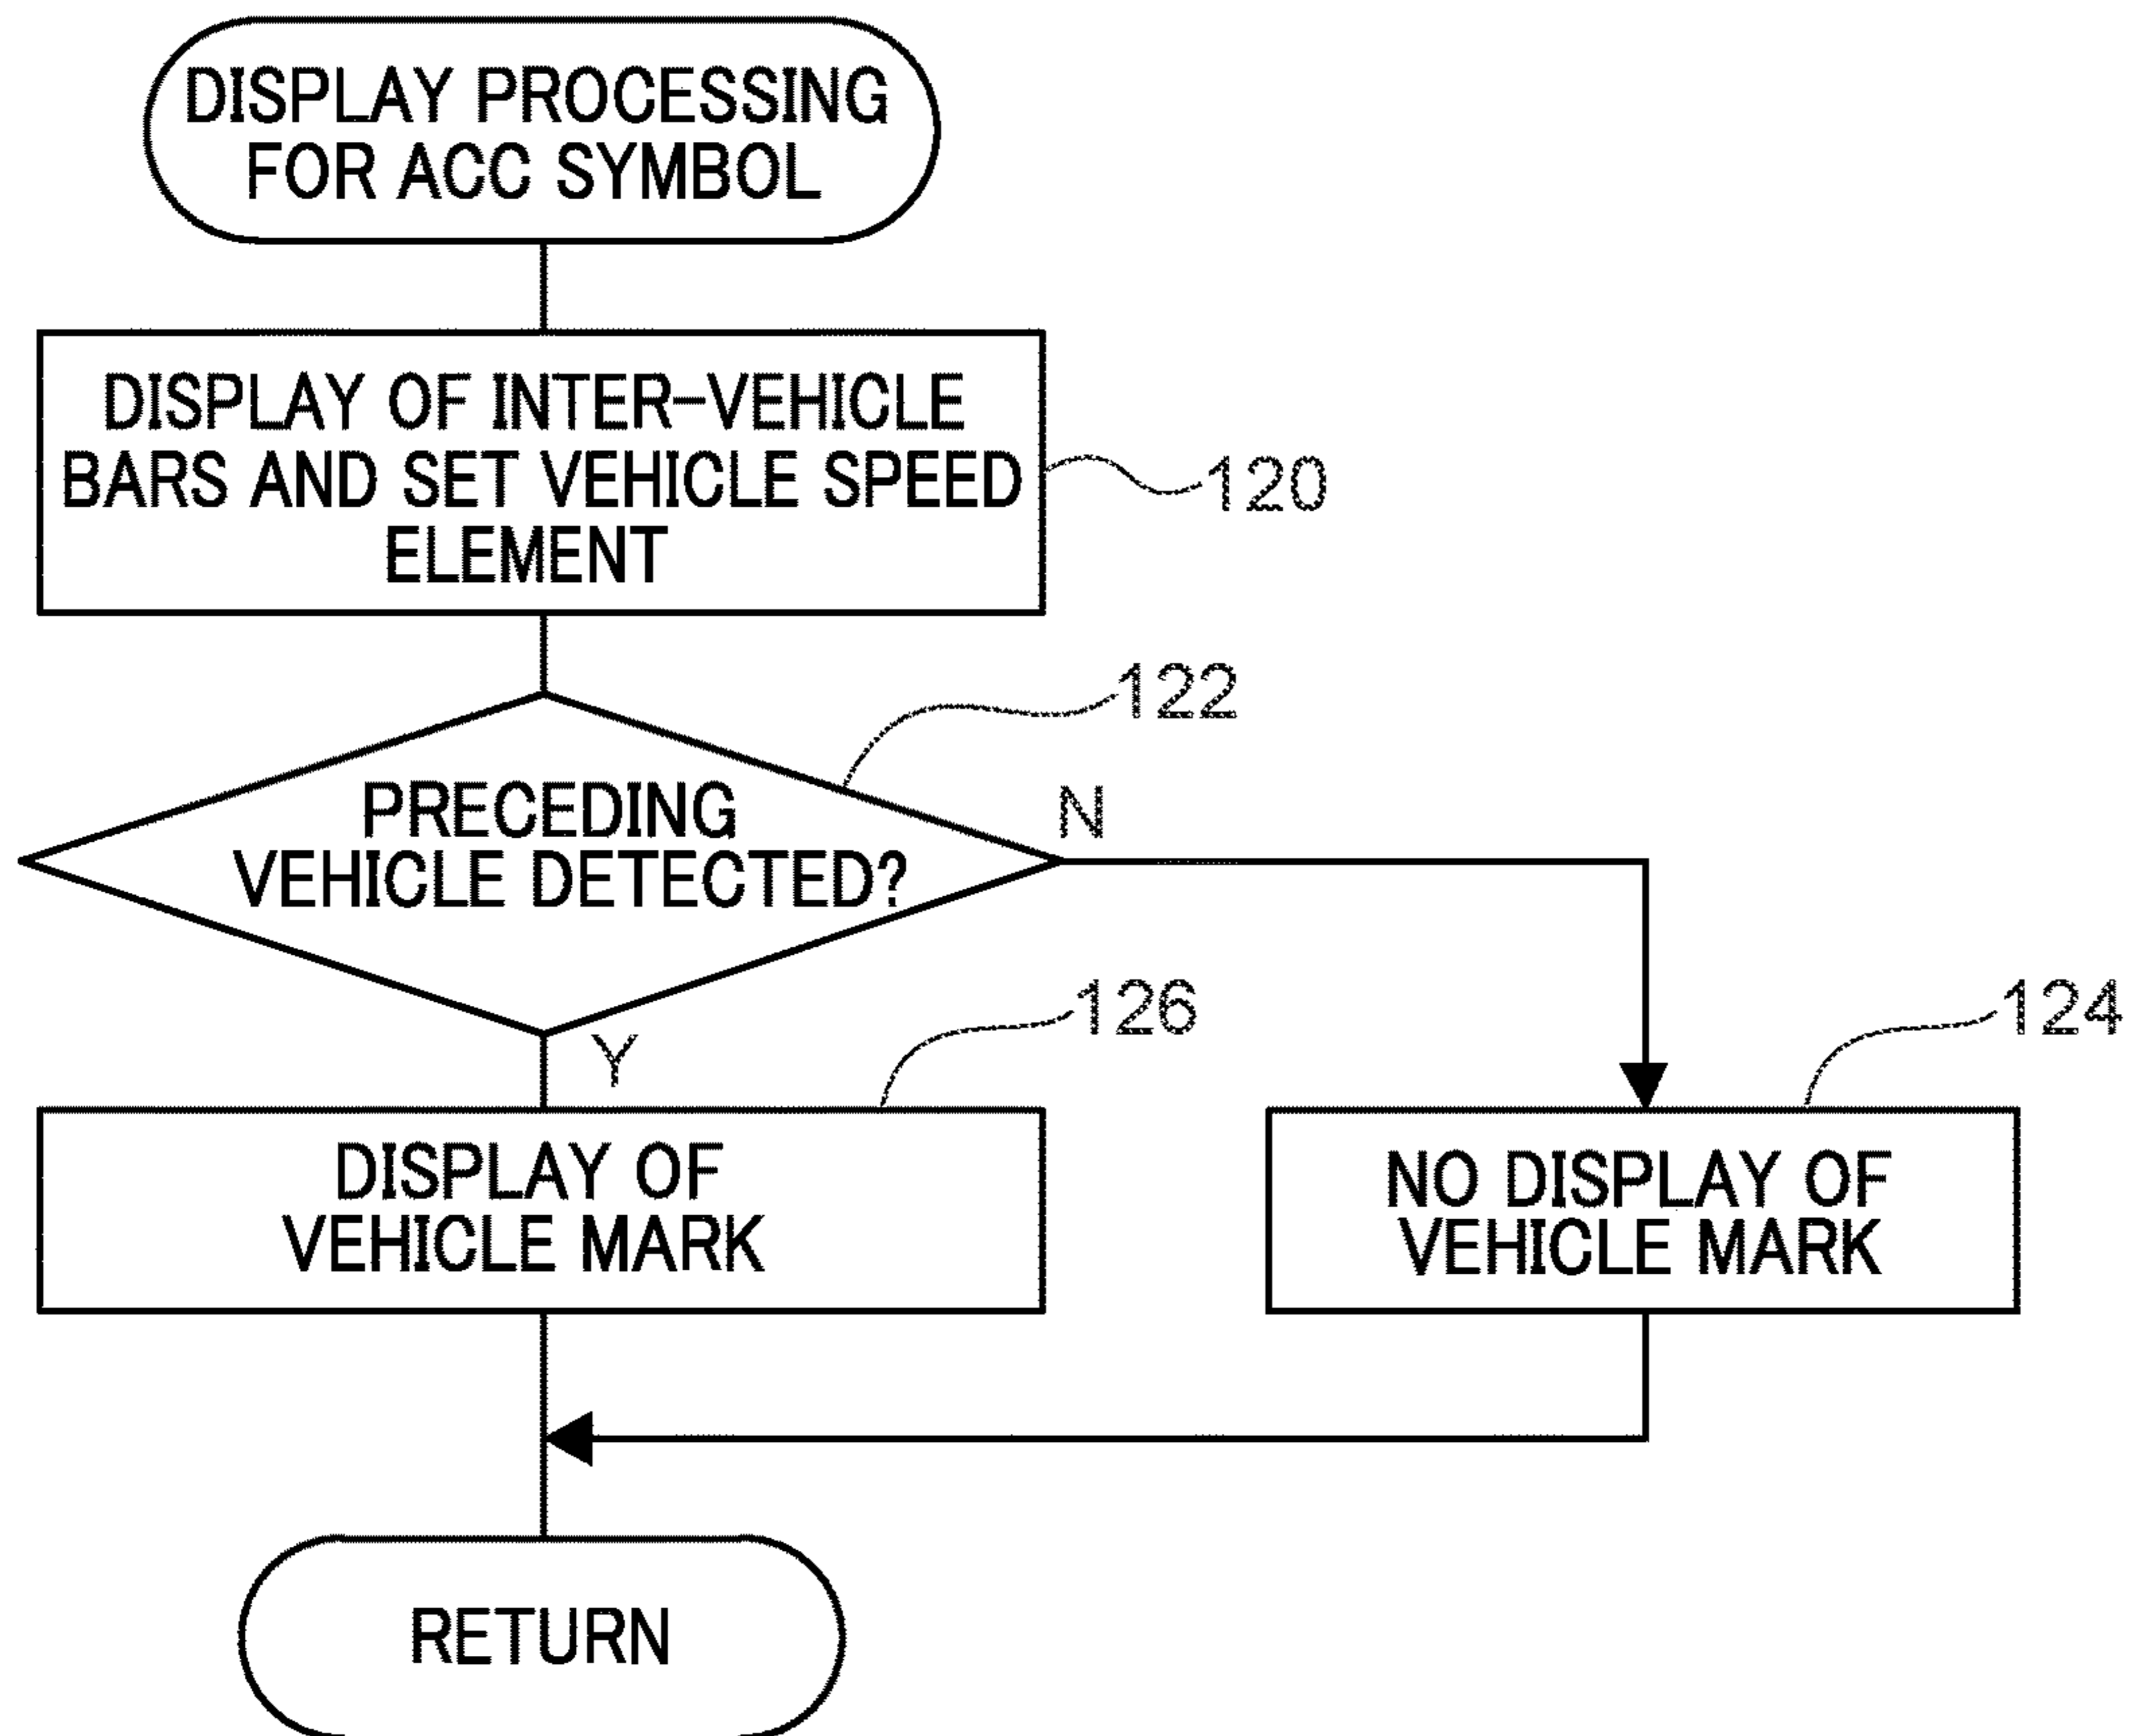 DISPLAY PROCESSING
FOR ACC SYMBOL
DISPLAY OF INTER-VEHICLE
BARS AND SET VEHICLE SPEED
ELEMENT
120
122
PRECEDING
VEHICLE DETECTED?
N
Y
126
124
DISPLAY OF
VEHICLE MARK
NO DISPLAY OF
VEHICLE MARK
RETURN